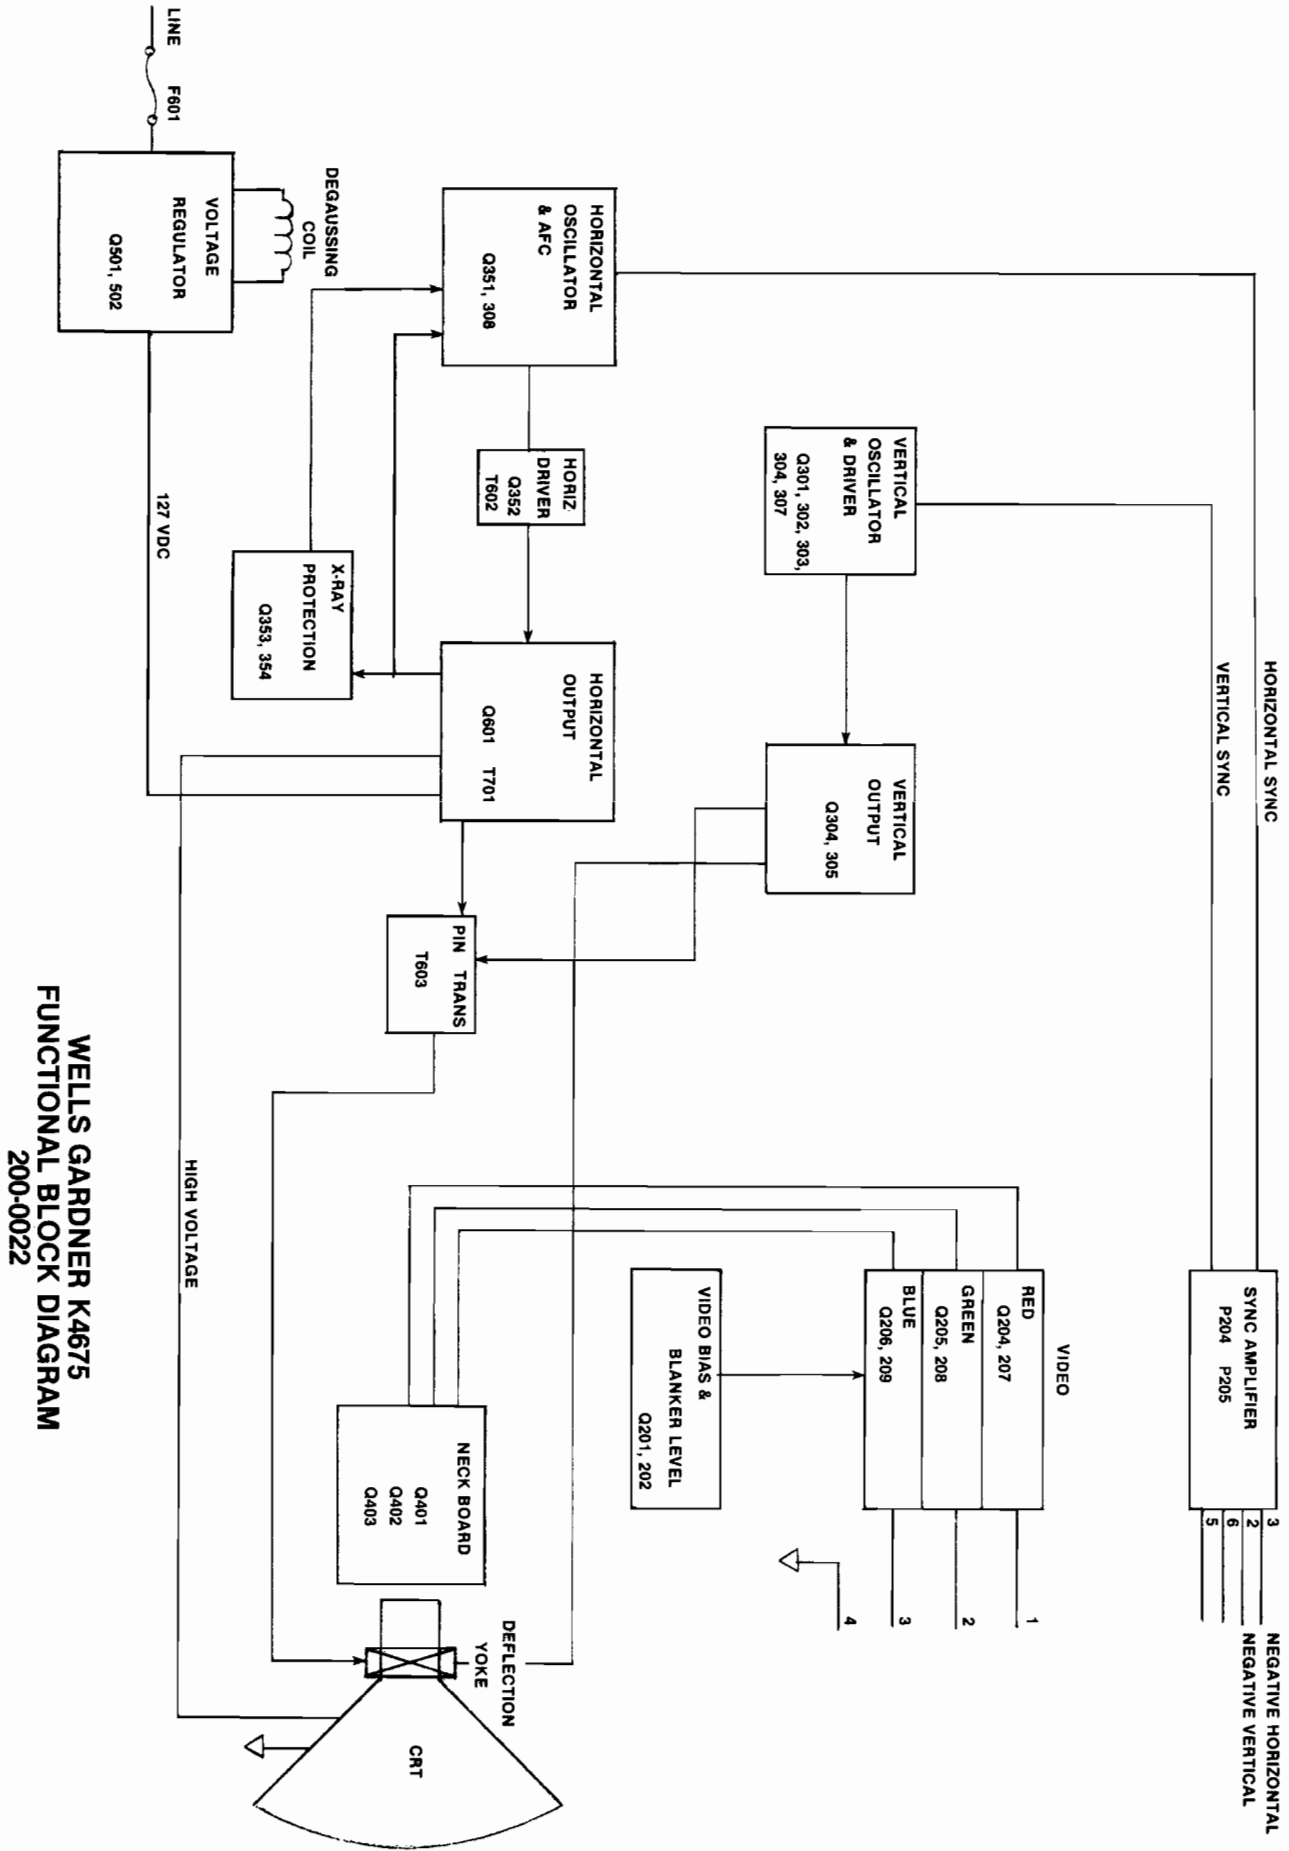 NEGATIVE HORIZONTAL
NEGATIVE VERTICAL
3
2
6
5
SYNC AMPLIFIER
P204 P205
HORIZONTAL SYNC
VERTICAL SYNC
VIDEO
RED
Q204, 207
GREEN
Q205, 208
BLUE
Q206, 209
1
2
3
4
VERTICAL
OSCILLATOR
& DRIVER
Q301, 302, 303,
304, 307
VERTICAL
OUTPUT
Q304, 305
VIDEO BIAS &
BLANKER LEVEL
Q201, 202
HORIZONTAL
OSCILLATOR
& AFC
Q351, 308
HORIZ
DRIVER
Q352
T602
HORIZONTAL
OUTPUT
Q601 T701
PIN TRANS
T603
NECK BOARD
Q401
Q402
Q403
DEFLECTION
YOKE
CRT
DEGAUSSING
COIL
X-RAY
PROTECTION
Q353, 354
LINE F601
VOLTAGE
REGULATOR
Q501, 502
127 VDC
HIGH VOLTAGE
WELLS GARDNER K4675
FUNCTIONAL BLOCK DIAGRAM
200-0022